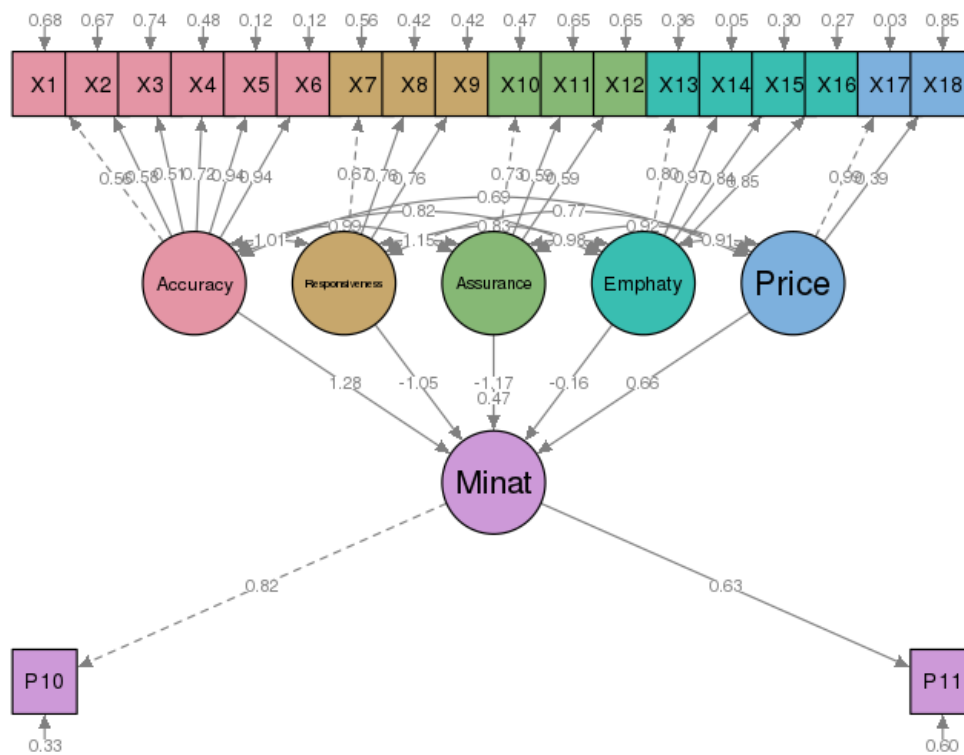 0.68 0.67 0.74 0.48 0.12 0.12 0.56 0.42 0.42 0.47 0.65 0.65 0.36 0.05 0.30 0.27 0.03 0.85
X1 X2 X3 X4 X5 X6 X7 X8 X9 X10 X11 X12 X13 X14 X15 X16 X17 X18
0.56 0.58 0.51 0.72 0.94 0.94 0.67 0.76 0.76 0.73 0.59 0.59 0.80 0.97 0.84 0.85 0.99 0.39
0.69
0.82 0.77
0.99 0.83 0.92
1.01 1.15 0.98 0.91
Accuracy Responsiveness Assurance Emphaty Price
1.28 -1.05 -1.17 -0.16 0.66
0.47
Minat
0.82 0.63
P10 P11
0.33 0.60